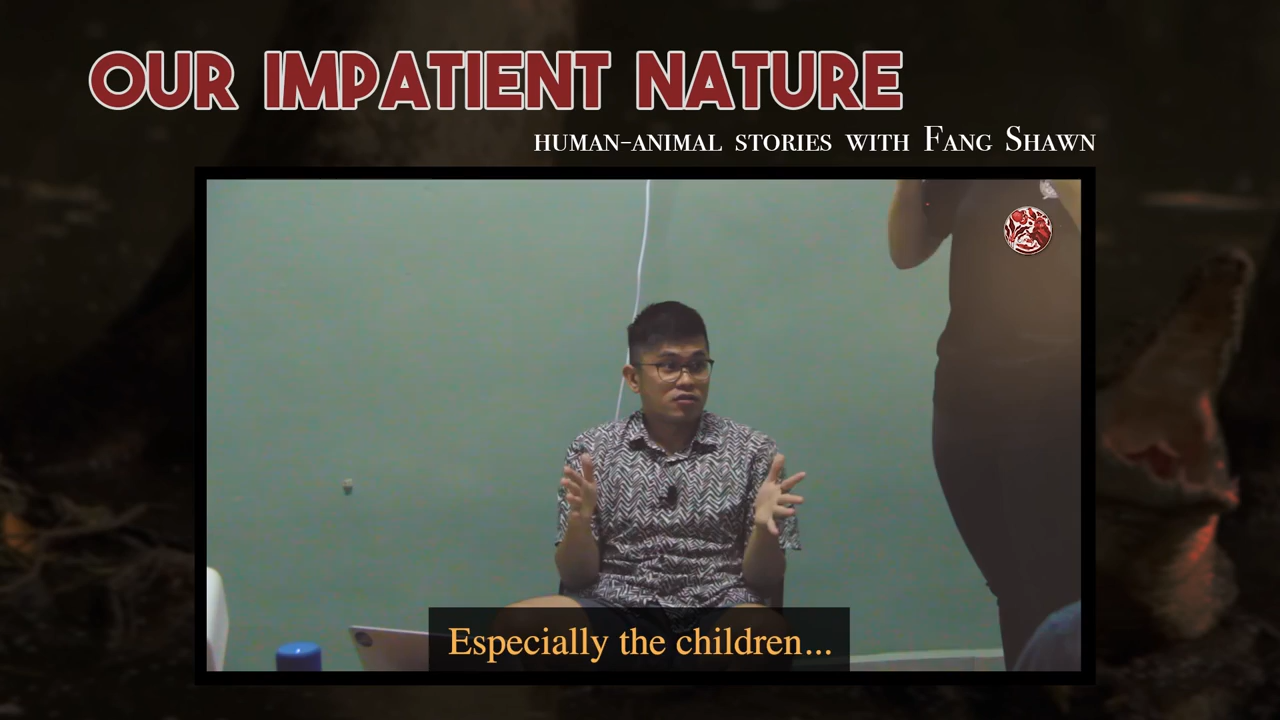 OUR IMPATIENT NATURE
HUMAN-ANIMAL STORIES WITH FANG SHAWN
Especially the children...